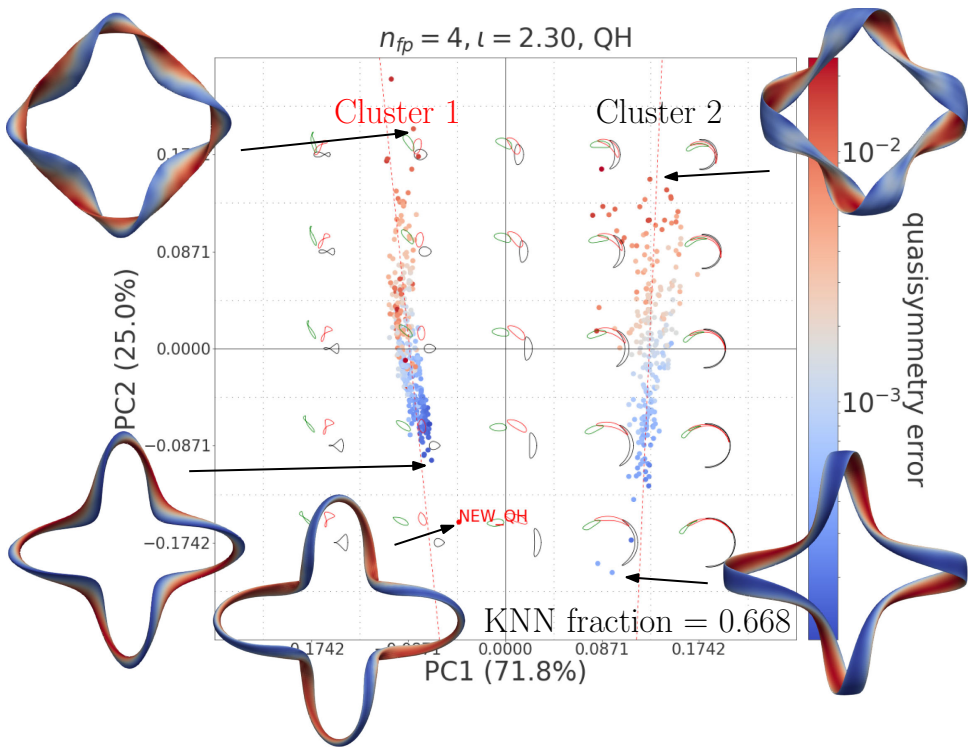 n_fp = 4, ι = 2.30, QH
Cluster 1
Cluster 2
10⁻²
0.0871
0.0000
10⁻³
−0.0871
−0.1742
NEW_QH
KNN fraction = 0.668
0.1742
0.0000
0.0871
0.1742
PC1 (71.8%)
PC2 (25.0%)
quasisymmetry error